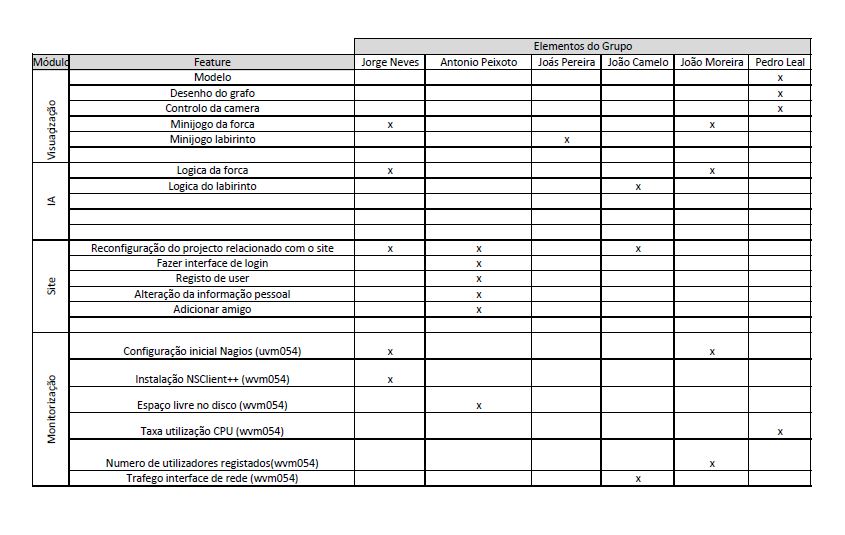 Elementos do Grupo
Módulo Feature Jorge Neves Antonio Peixoto Joás Pereira João Camelo João Moreira Pedro Leal
Visuaçização
Modelo x
Desenho do grafo x
Controlo da camera x
Minijogo da forca x x
Minijogo labirinto x
IA
Logica da forca x x
Logica do labirinto x
Site
Reconfiguração do projecto relacionado com o site x x x
Fazer interface de login x
Registo de user x
Alteração da informação pessoal x
Adicionar amigo x
Monitorização
Configuração inicial Nagios (uvm054) x x
Instalação NSClient++ (wvm054) x
Espaço livre no disco (wvm054) x
Taxa utilização CPU (wvm054) x
Numero de utilizadores registados(wvm054) x
Trafego interface de rede (wvm054) x